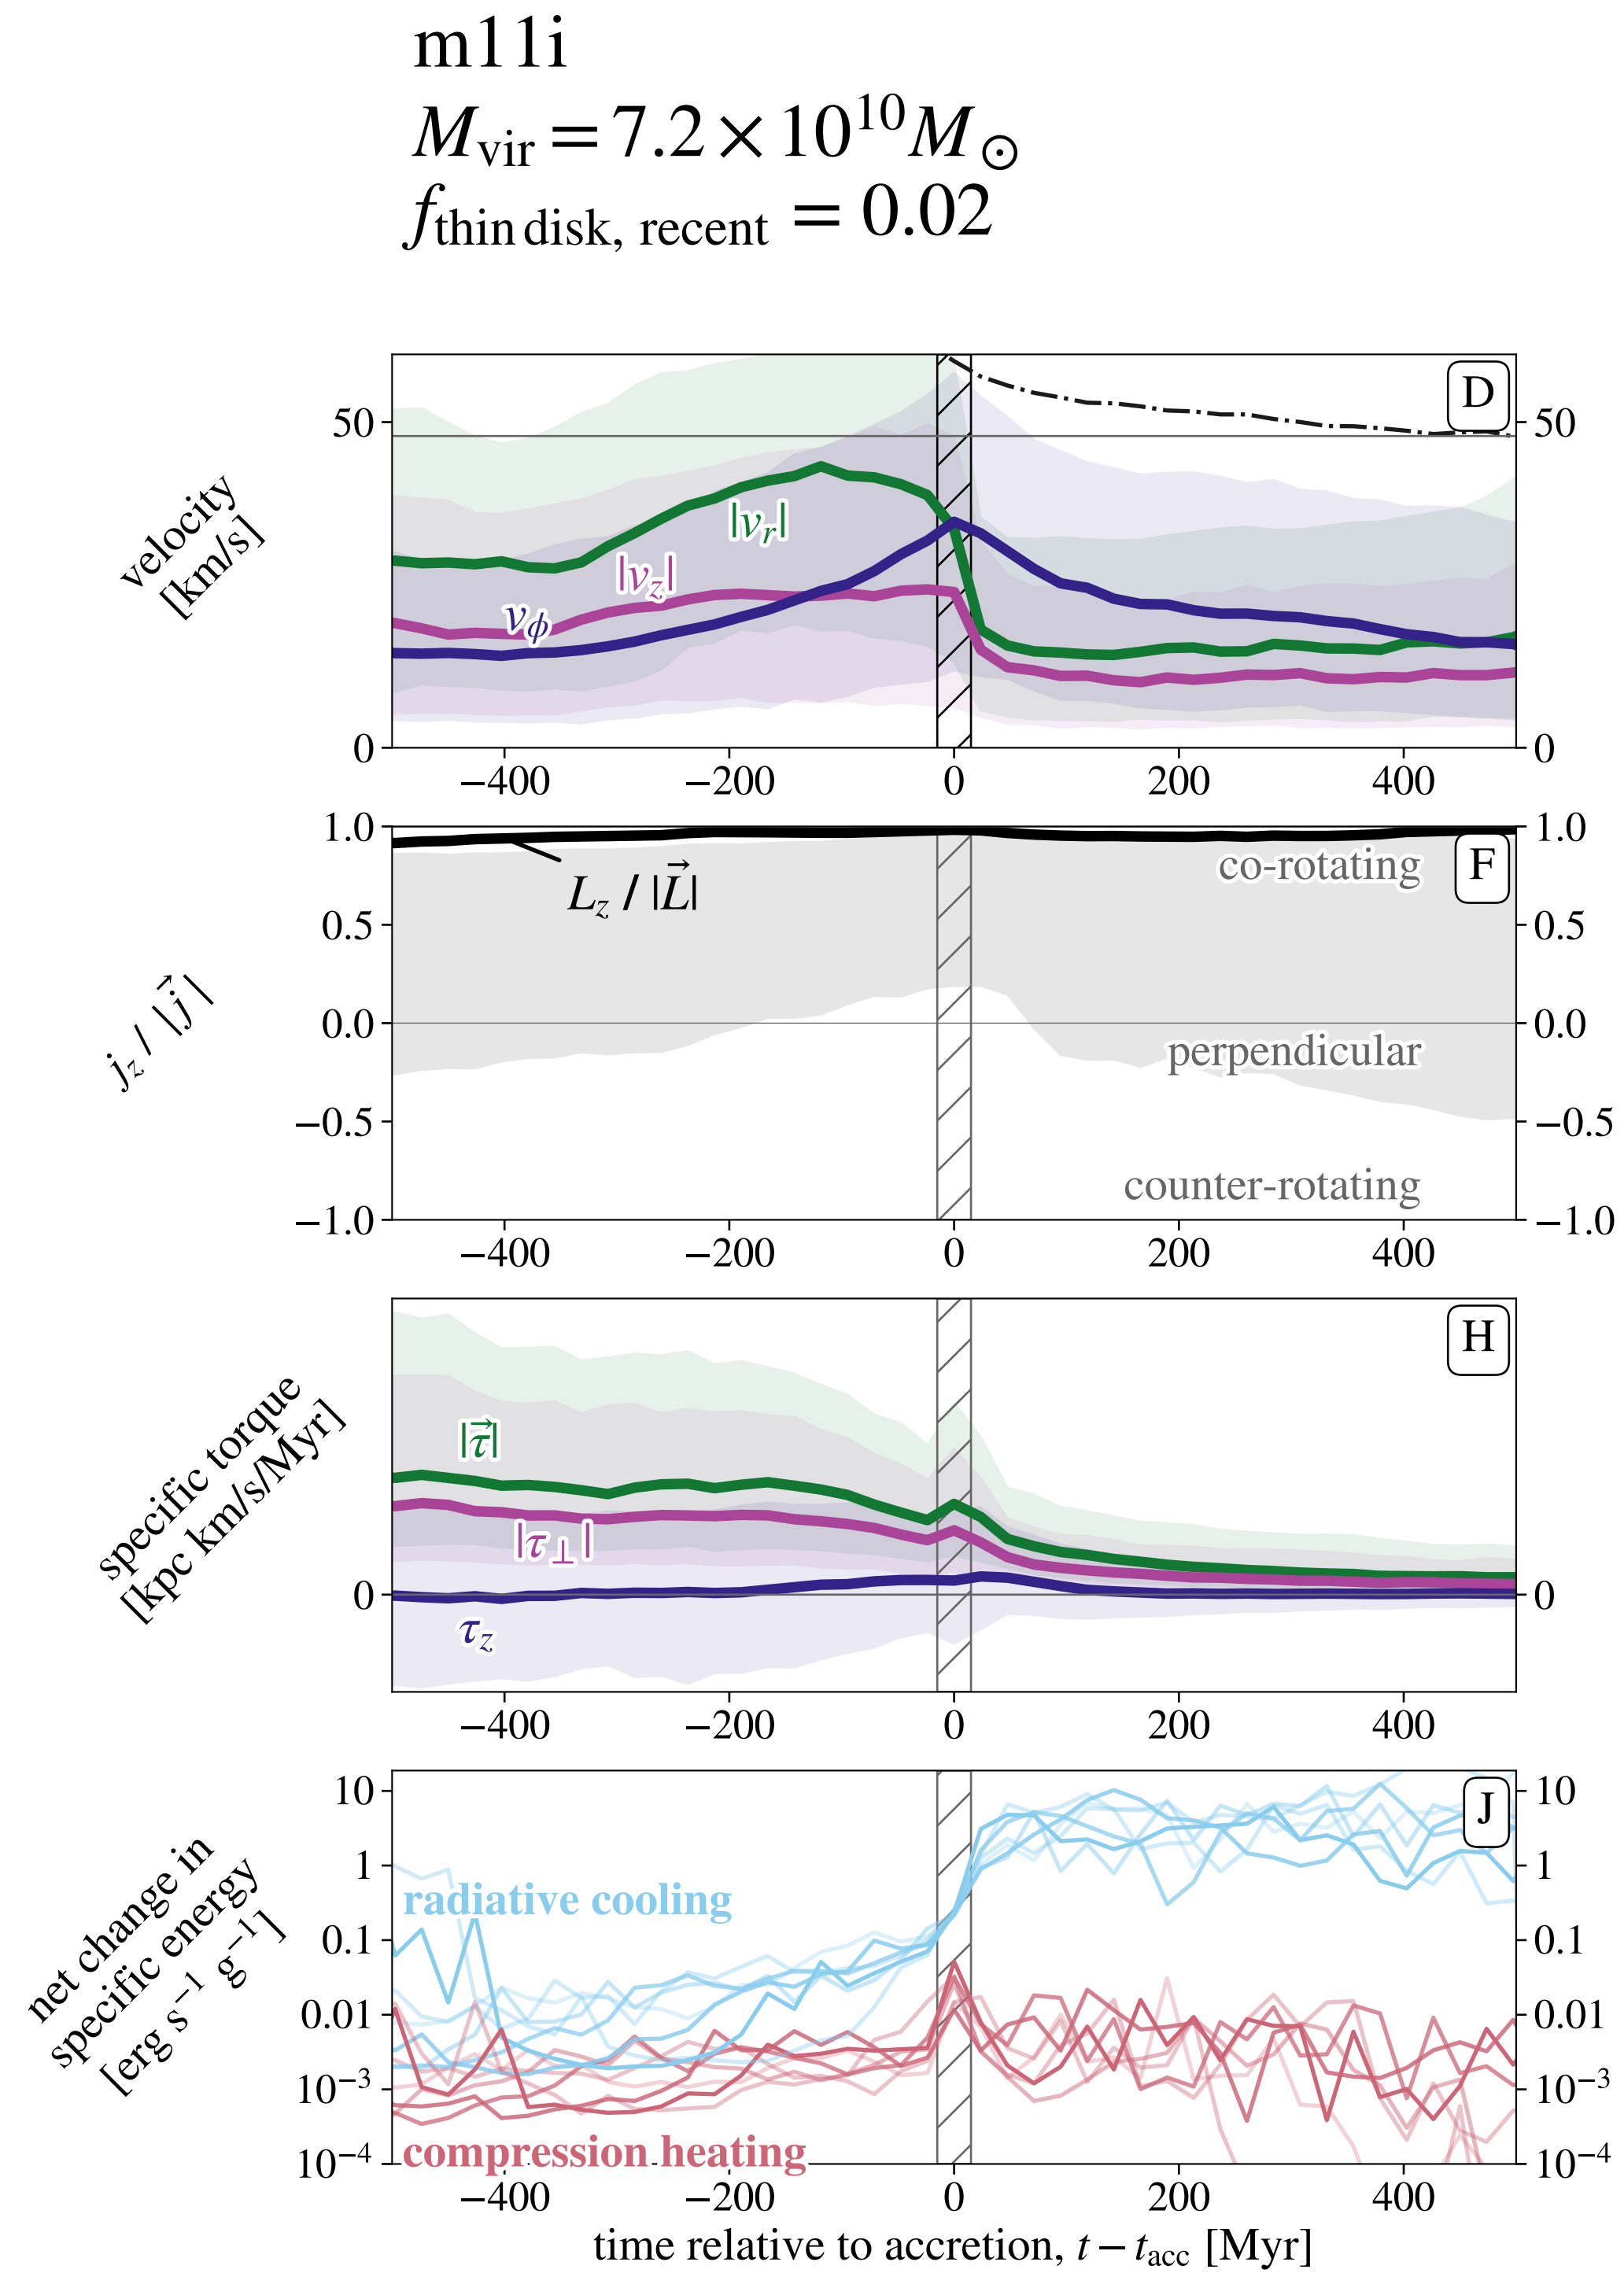 m11i
M_vir = 7.2 × 10^10 M_⊙
f_thin disk, recent = 0.02
D
velocity
[km/s]
50
0
50
0
|v_r|
|v_z|
v_ϕ
−400 −200 0 200 400
F
j_z / |j⃗|
1.0
0.5
0.0
−0.5
−1.0
1.0
0.5
0.0
−0.5
−1.0
L_z / |L⃗|
co-rotating
perpendicular
counter-rotating
−400 −200 0 200 400
H
specific torque
[kpc km/s/Myr]
0
0
|τ⃗|
|τ_⊥|
τ_z
−400 −200 0 200 400
J
net change in
specific energy
[erg s^−1 g^−1]
10
1
0.1
0.01
10^−3
10^−4
10
1
0.1
0.01
10^−3
10^−4
radiative cooling
compression heating
−400 −200 0 200 400
time relative to accretion, t − t_acc [Myr]